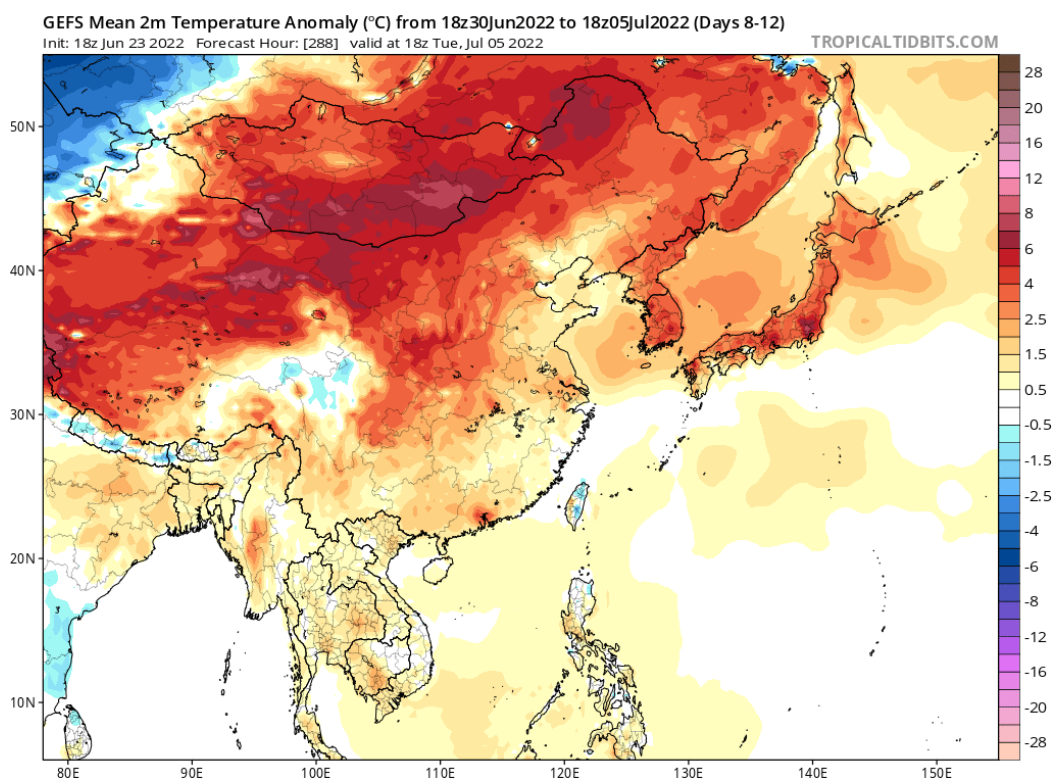 GEFS Mean 2m Temperature Anomaly (°C) from 18z30Jun2022 to 18z05Jul2022 (Days 8-12)
Init: 18z Jun 23 2022 Forecast Hour: [288] valid at 18z Tue, Jul 05 2022
TROPICALTIDBITS.COM
50N
40N
30N
20N
10N
80E
90E
100E
110E
120E
130E
140E
150E
28
20
16
12
8
6
4
2.5
1.5
0.5
-0.5
-1.5
-2.5
-4
-6
-8
-12
-16
-20
-28